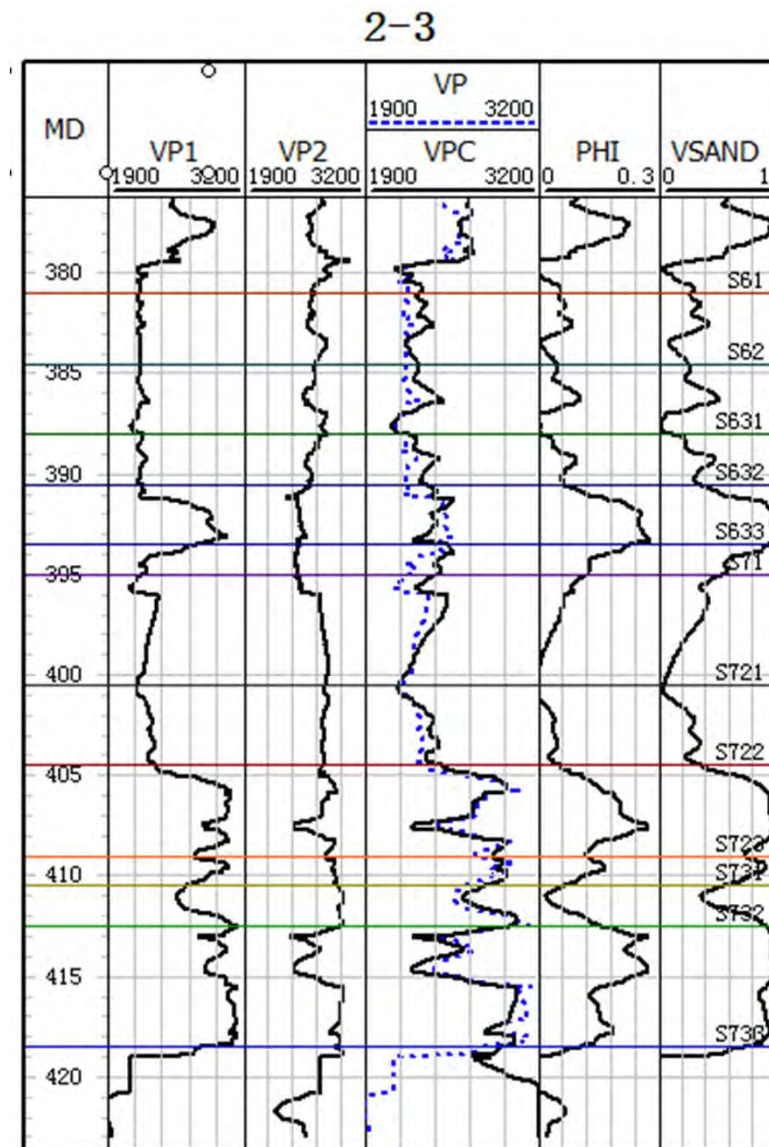 2-3
VP
1900 3200
MD VP1 VP2 VPC PHI VSAND
1900 3200 1900 3200 1900 3200 0 0.3 0 1
380
S61
S62
385
S631
390
S632
S633
S71
395
400
S721
S722
405
S723
410
S731
S732
415
S733
420